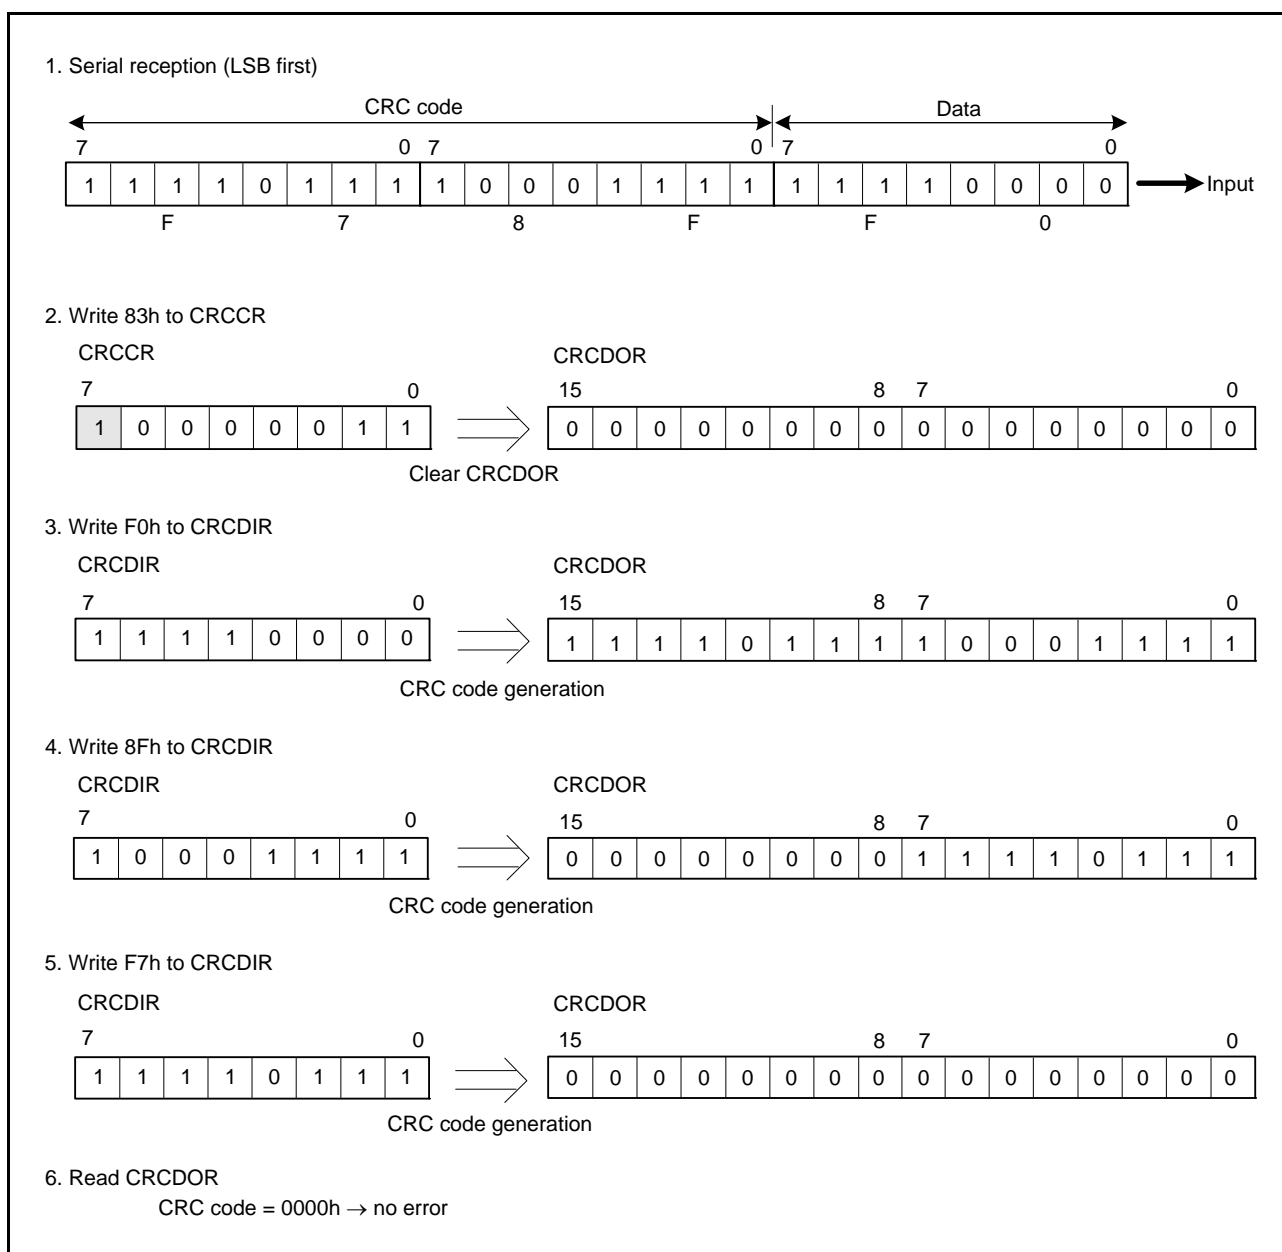 1. Serial reception (LSB first)
CRC code Data
7 0 7 0 7 0
1 1 1 1 0 1 1 1 1 0 0 0 1 1 1 1 1 1 1 1 0 0 0 0 Input
F 7 8 F F 0
2. Write 83h to CRCCR
CRCCR CRCDOR
7 0 15 8 7 0
1 0 0 0 0 0 1 1 0 0 0 0 0 0 0 0 0 0 0 0 0 0 0 0
Clear CRCDOR
3. Write F0h to CRCDIR
CRCDIR CRCDOR
7 0 15 8 7 0
1 1 1 1 0 0 0 0 1 1 1 1 0 1 1 1 1 0 0 0 1 1 1 1
CRC code generation
4. Write 8Fh to CRCDIR
CRCDIR CRCDOR
7 0 15 8 7 0
1 0 0 0 1 1 1 1 0 0 0 0 0 0 0 0 1 1 1 1 0 1 1 1
CRC code generation
5. Write F7h to CRCDIR
CRCDIR CRCDOR
7 0 15 8 7 0
1 1 1 1 0 1 1 1 0 0 0 0 0 0 0 0 0 0 0 0 0 0 0 0
CRC code generation
6. Read CRCDOR
CRC code = 0000h → no error